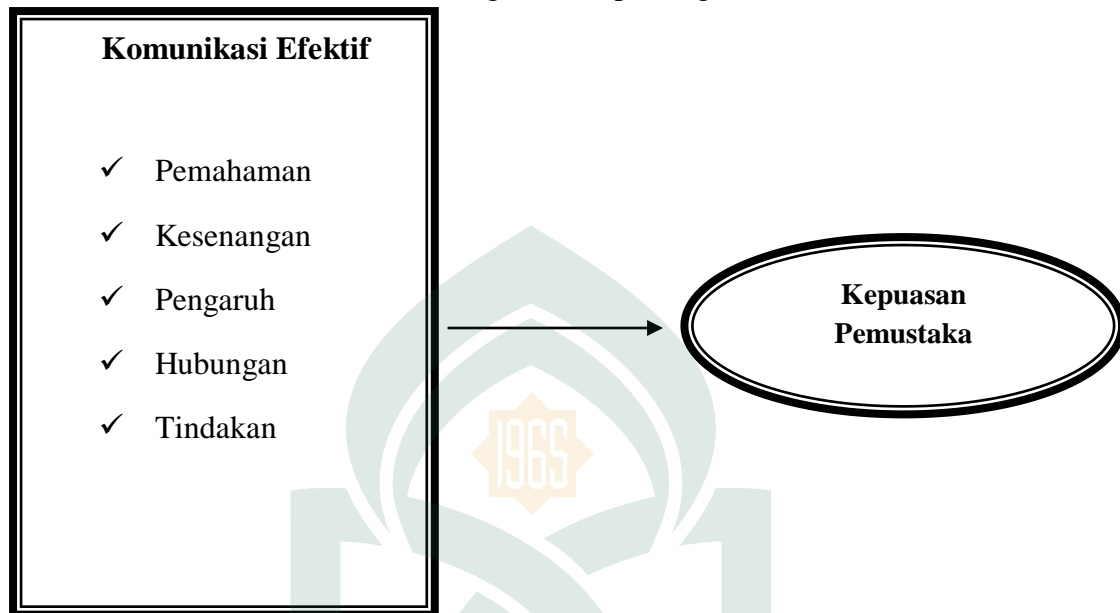 Komunikasi Efektif
✓ Pemahaman
✓ Kesenangan
✓ Pengaruh
✓ Hubungan
✓ Tindakan
Kepuasan
Pemustaka
1965